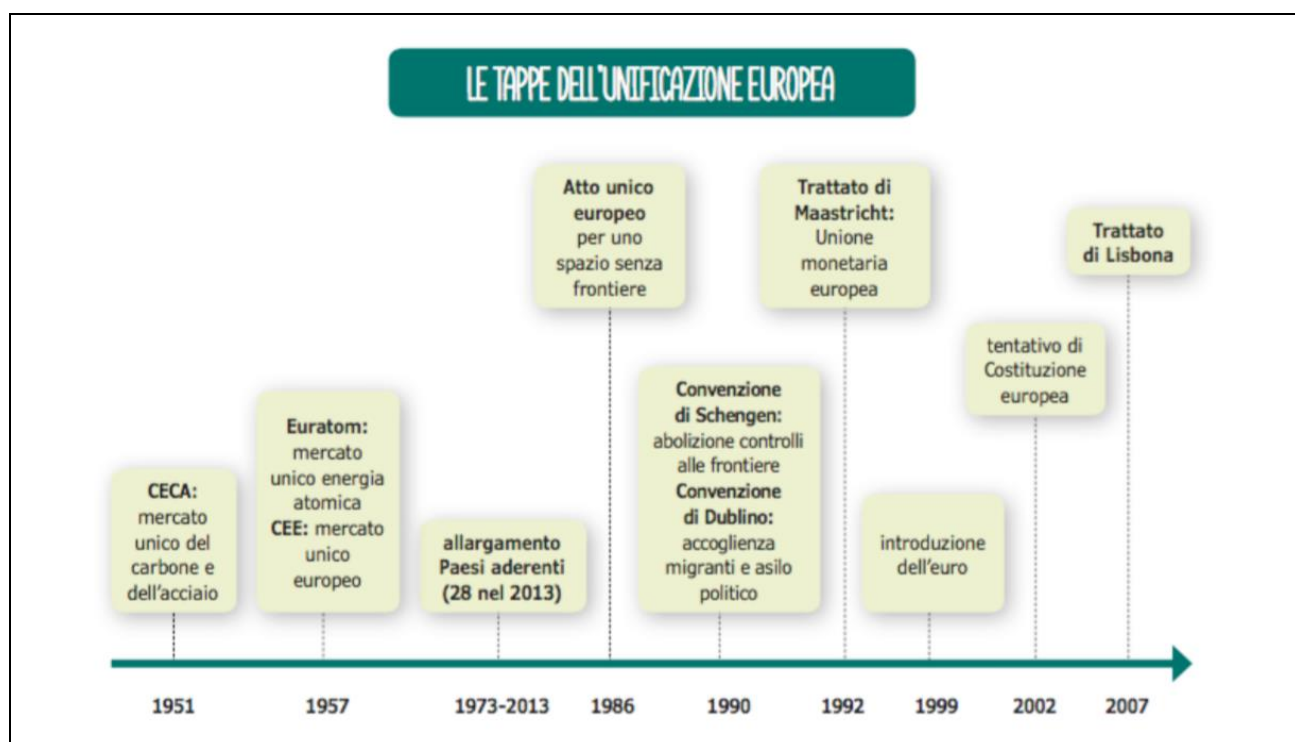 LE TAPPE DELL'UNIFICAZIONE EUROPEA
CECA:
mercato
unico del
carbone e
dell'acciaio
Euratom:
mercato
unico energia
atomica
CEE: mercato
unico
europeo
allargamento
Paesi aderenti
(28 nel 2013)
Atto unico
europeo
per uno
spazio senza
frontiere
Convenzione
di Schengen:
abolizione controlli
alle frontiere
Convenzione
di Dublino:
accoglienza
migranti e asilo
politico
Trattato di
Maastricht:
Unione
monetaria
europea
introduzione
dell'euro
tentativo di
Costituzione
europea
Trattato
di Lisbona
1951
1957
1973-2013
1986
1990
1992
1999
2002
2007